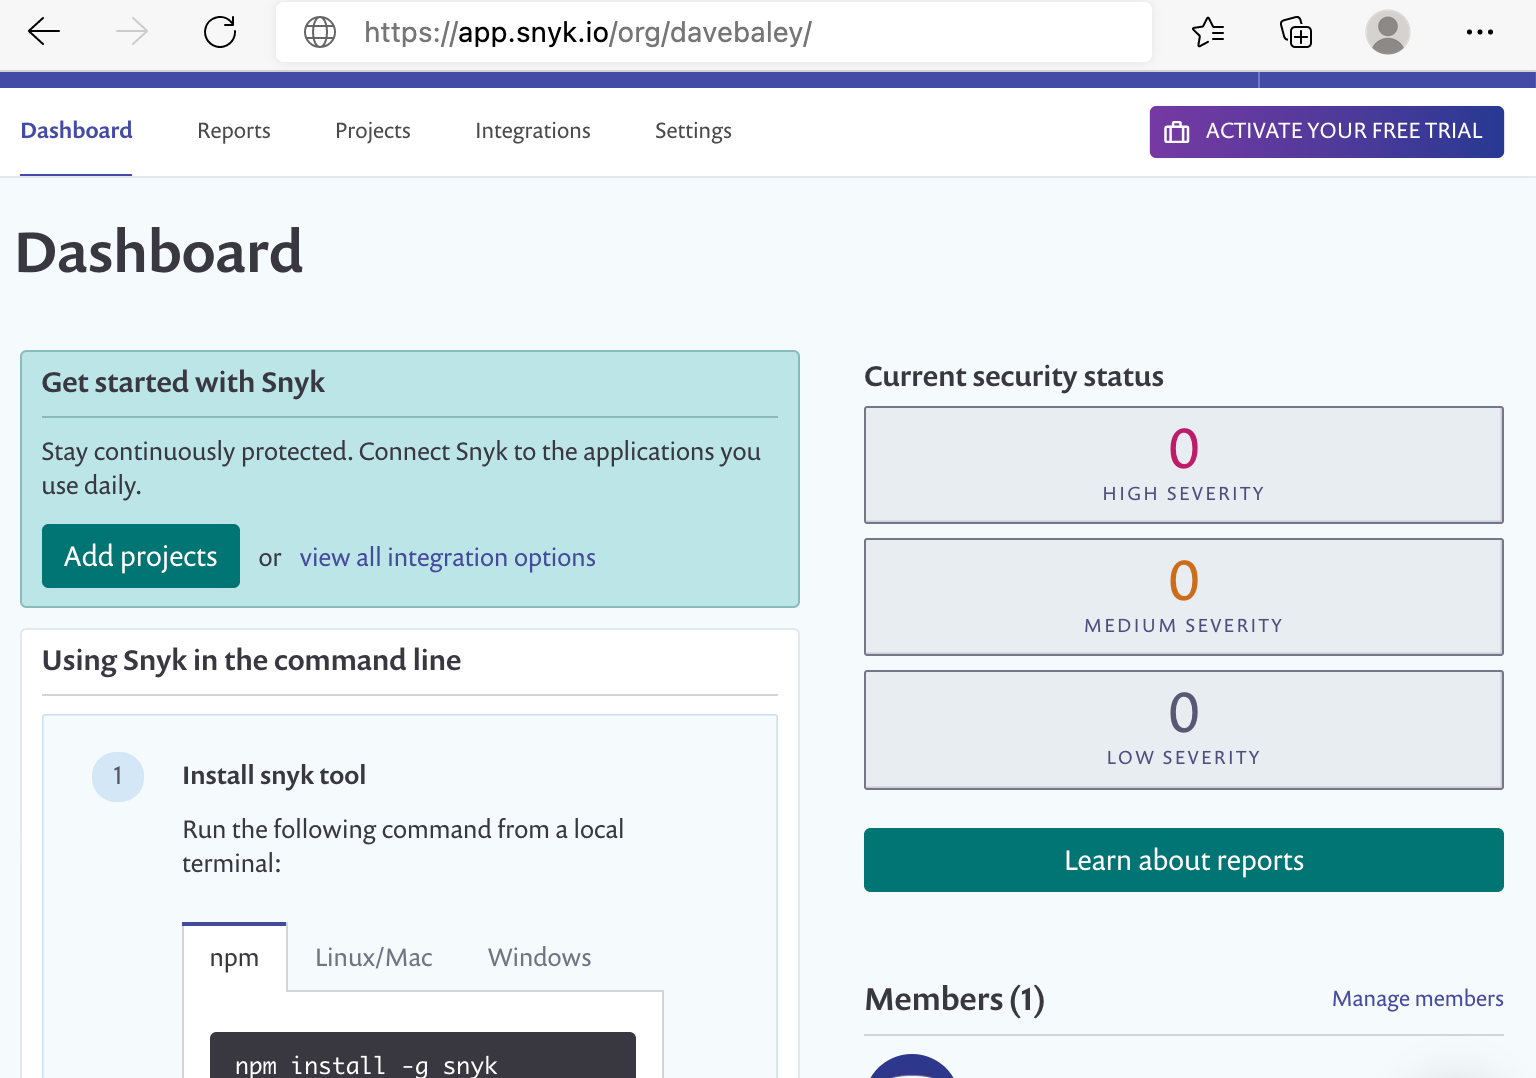 https://app.snyk.io/org/davebaley/
Dashboard
Reports
Projects
Integrations
Settings
ACTIVATE YOUR FREE TRIAL
Dashboard
Get started with Snyk
Stay continuously protected. Connect Snyk to the applications you
use daily.
Add projects
or
view all integration options
Using Snyk in the command line
1
Install snyk tool
Run the following command from a local
terminal:
npm
Linux/Mac
Windows
npm install -g snyk
Current security status
0
HIGH SEVERITY
0
MEDIUM SEVERITY
0
LOW SEVERITY
Learn about reports
Members (1)
Manage members